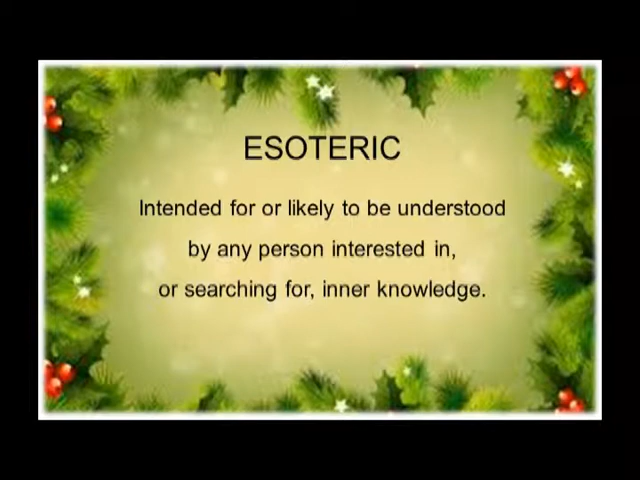 ESOTERIC
Intended for or likely to be understood
by any person interested in,
or searching for, inner knowledge.